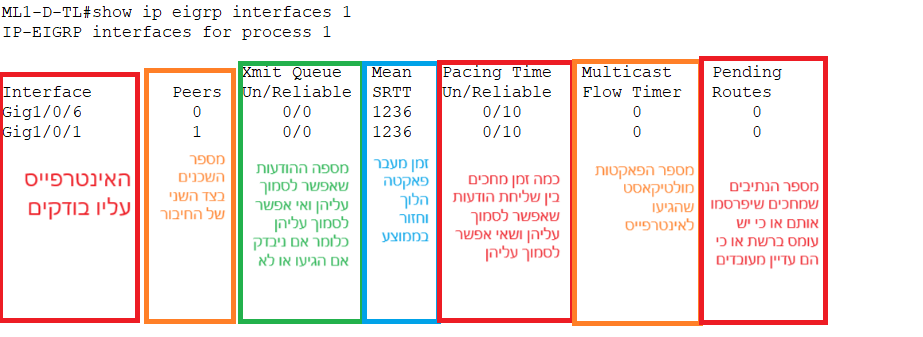 ML1-D-TL#show ip eigrp interfaces 1
IP-EIGRP interfaces for process 1
Xmit Queue Mean Pacing Time Multicast Pending
Interface Peers Un/Reliable SRTT Un/Reliable Flow Timer Routes
Gig1/0/6 0 0/0 1236 0/10 0 0
Gig1/0/1 1 0/0 1236 0/10 0 0
האינטרפייס
עליו בודקים
מספר
השכנים
בצד השני
של החיבור
מספה ההודעות
שאפשר לסמוך
עליהן ואי אפשר
לסמוך עליהן
כלומר אם ניבדק
אם הגיעו או לא
זמן מעבר
פאקטה
הלוך
וחזור
בממוצע
כמה זמן מחכים
בין שליחת הודעות
שאפשר לסמוך
עליהן ושאי אפשר
לסמוך עליהן
מספר הפאקטות
מולטיקאסט
שהגיעו
לאינטרפייס
מספר הנתיבים
שמחכים שיפרסמו
אותם או כי יש
עומס ברשת או כי
הם עדיין מעובדים